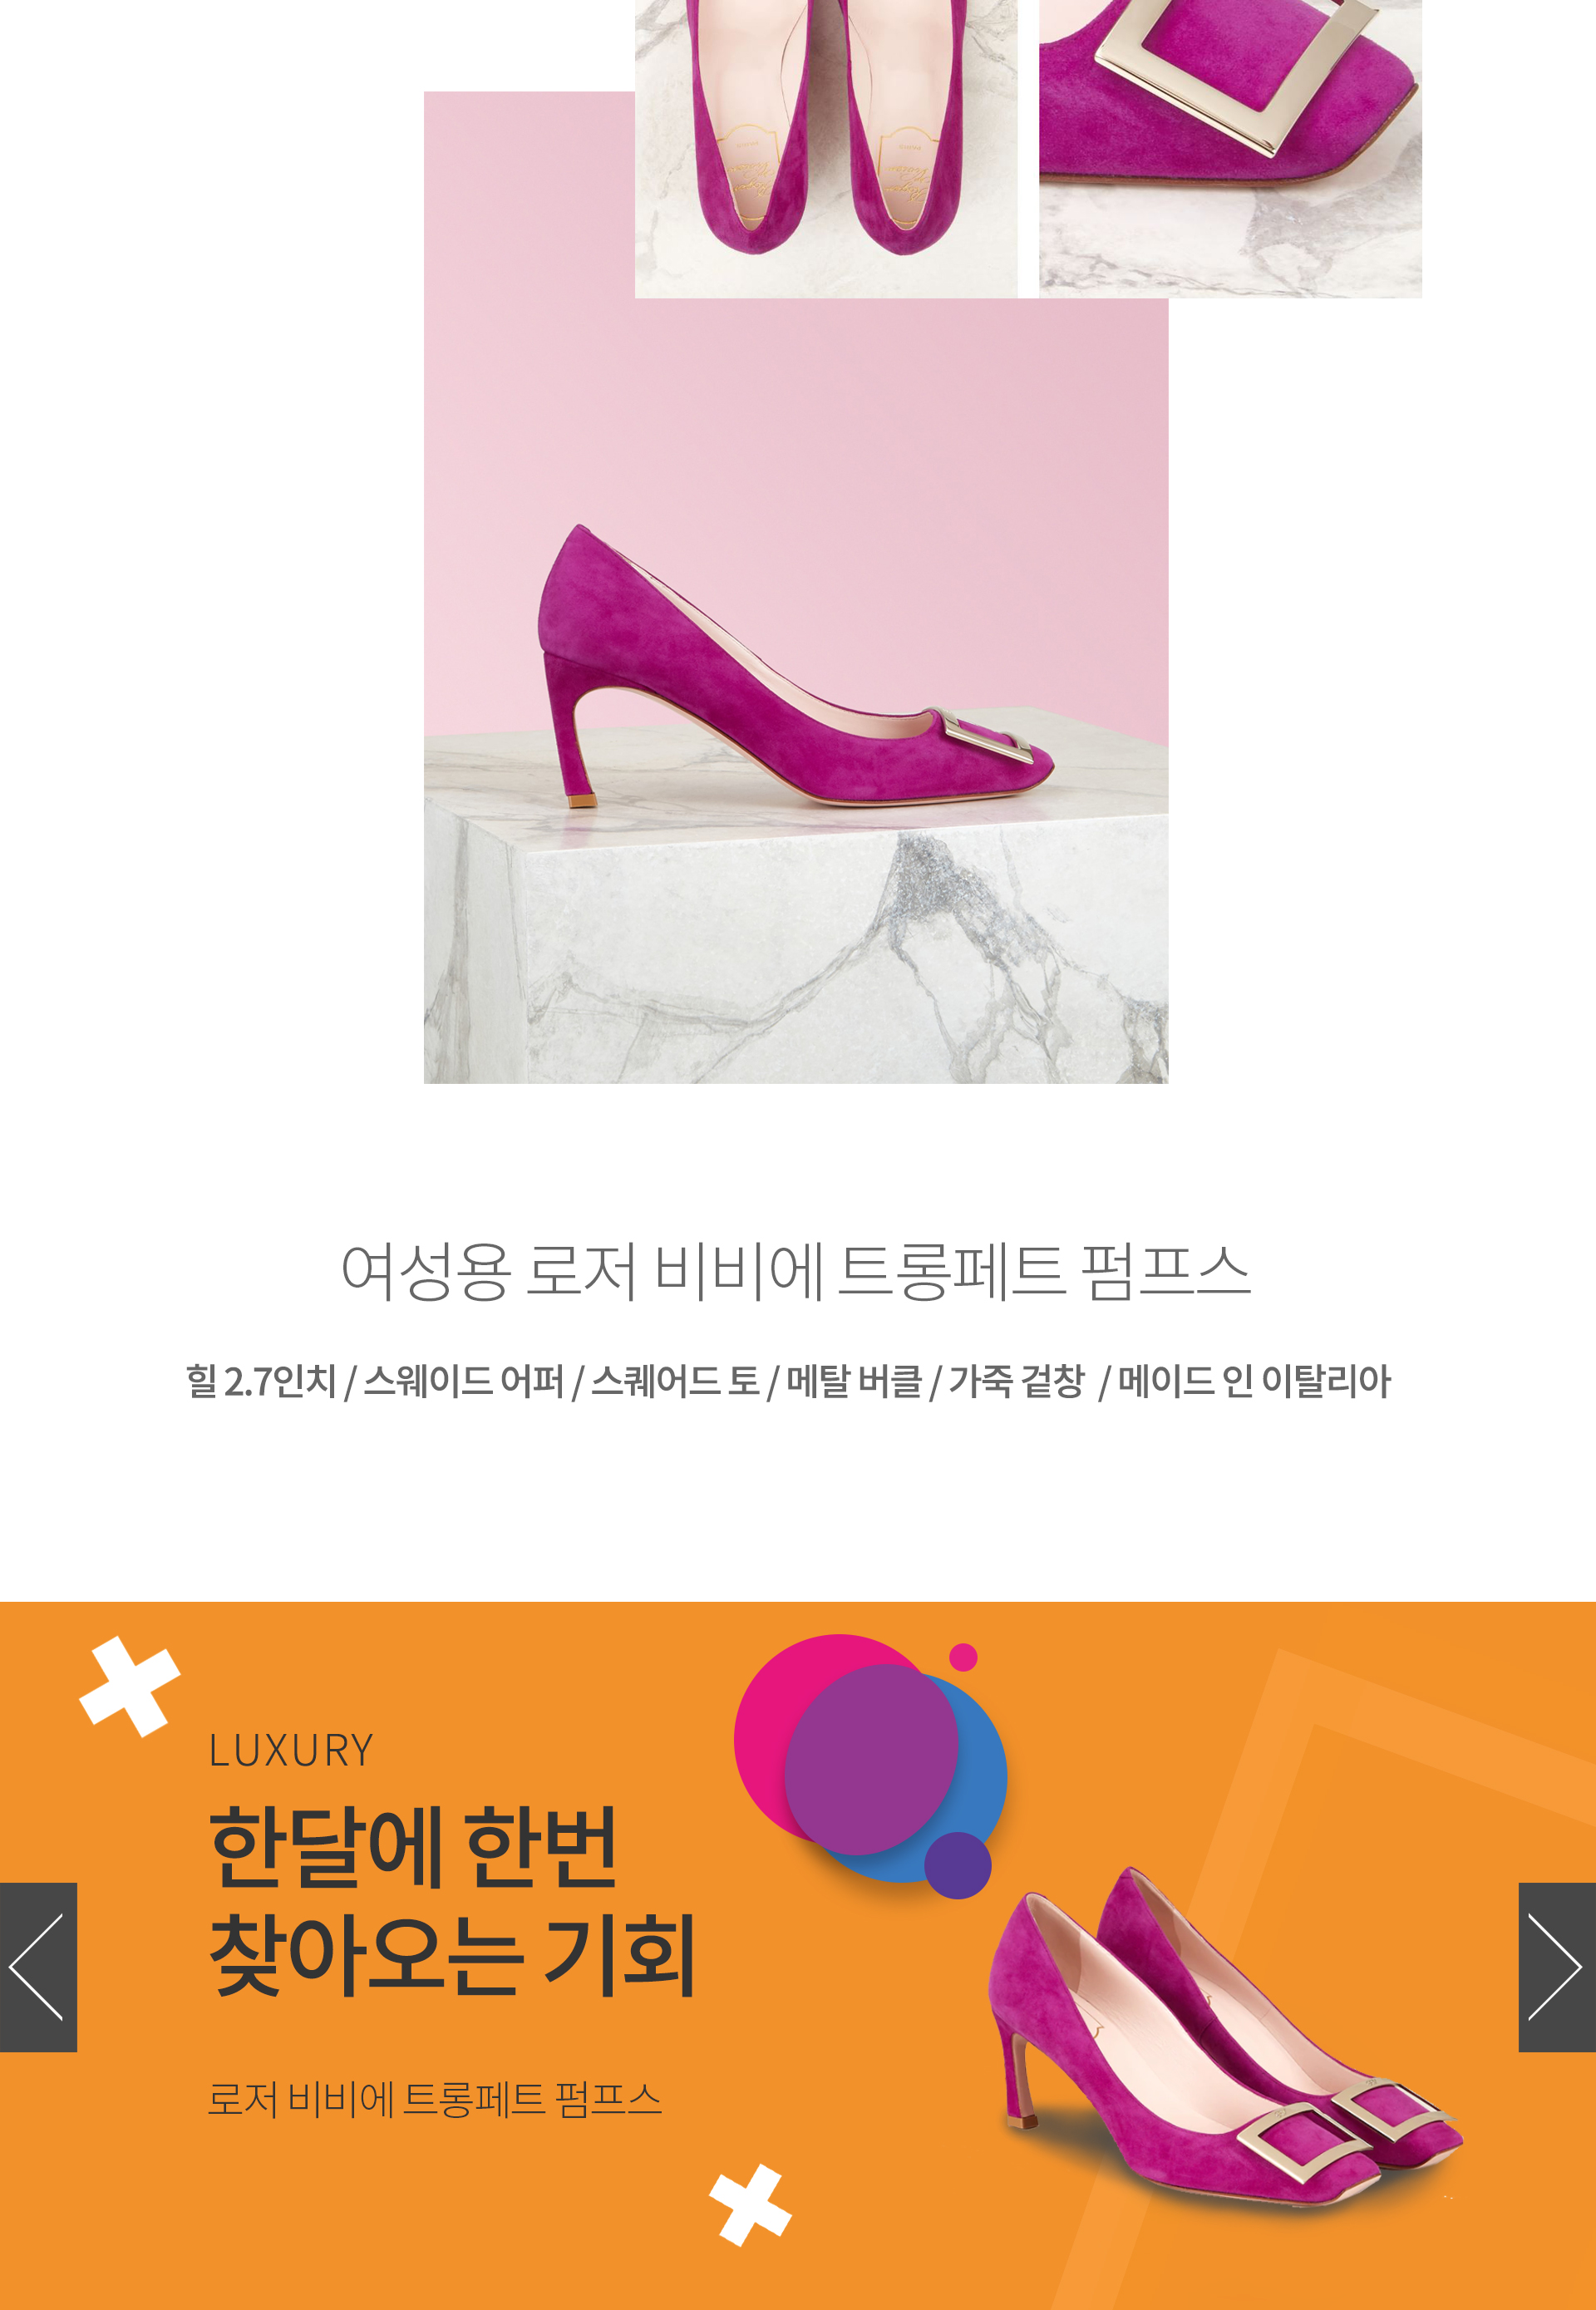 여성용 로저 비비에 트롱페트 펌프스
힐 2.7인치 / 스웨이드 어퍼 / 스퀘어드 토 / 메탈 버클 / 가죽 겉창 / 메이드 인 이탈리아
LUXURY
한달에 한번
찾아오는 기회
로저 비비에 트롱페트 펌프스